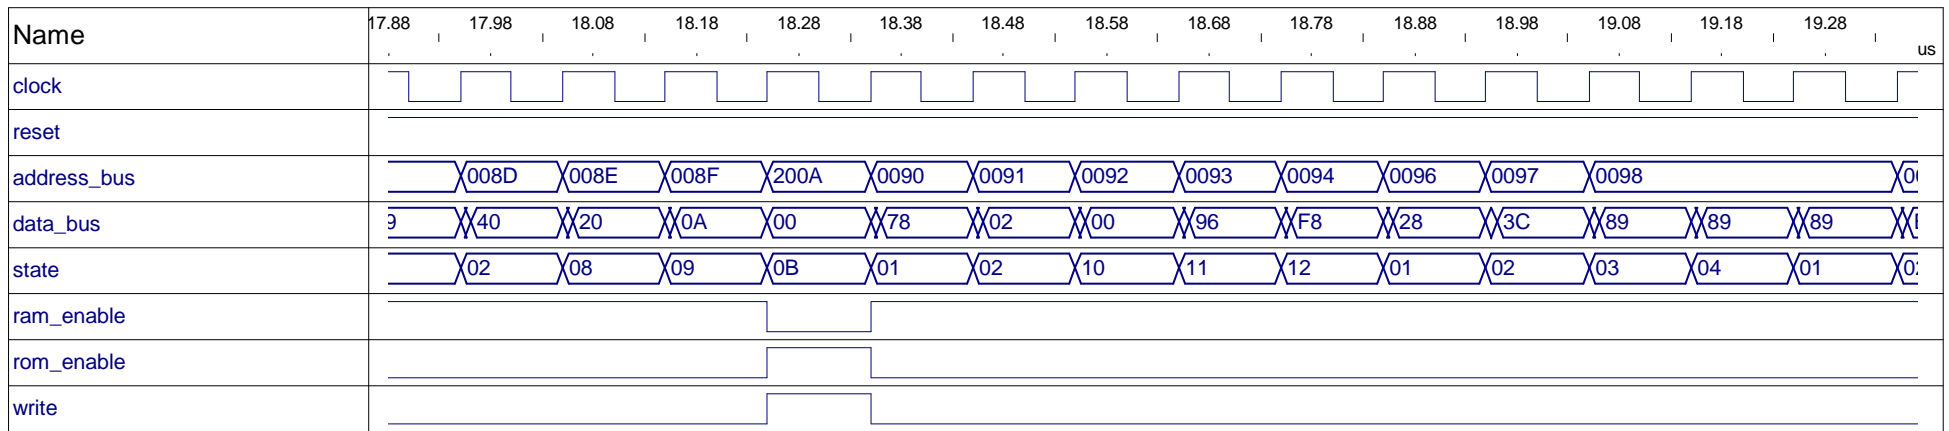 Name 17.88 17.98 18.08 18.18 18.28 18.38 18.48 18.58 18.68 18.78 18.88 18.98 19.08 19.18 19.28 us
clock
reset
address_bus 008D 008E 008F 200A 0090 0091 0092 0093 0094 0096 0097 0098
data_bus 9 40 20 0A 00 78 02 00 96 F8 28 3C 89 89 89
state 02 08 09 0B 01 02 10 11 12 01 02 03 04 01
ram_enable
rom_enable
write